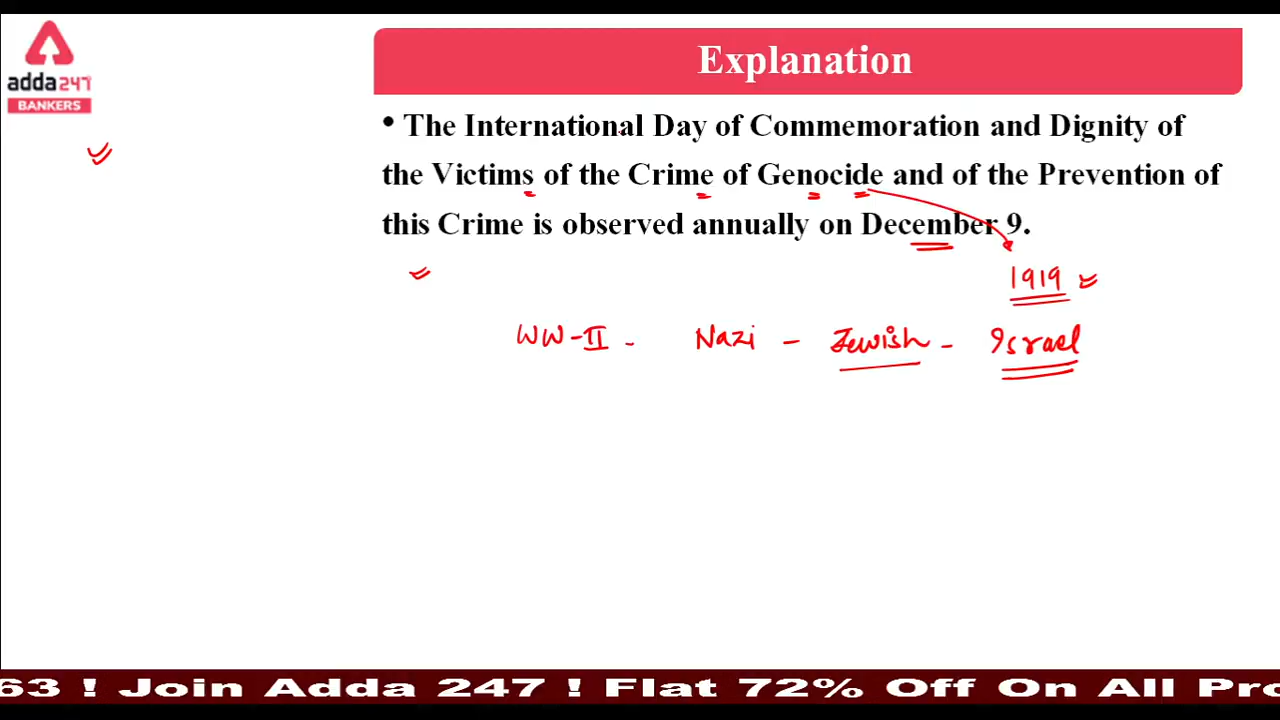 adda247
BANKERS
Explanation
• The International Day of Commemoration and Dignity of
the Victims of the Crime of Genocide and of the Prevention of
this Crime is observed annually on December 9.
1919
WW-II - Nazi - Jewish - Israel
63 ! Join Adda 247 ! Flat 72% Off On All Pro